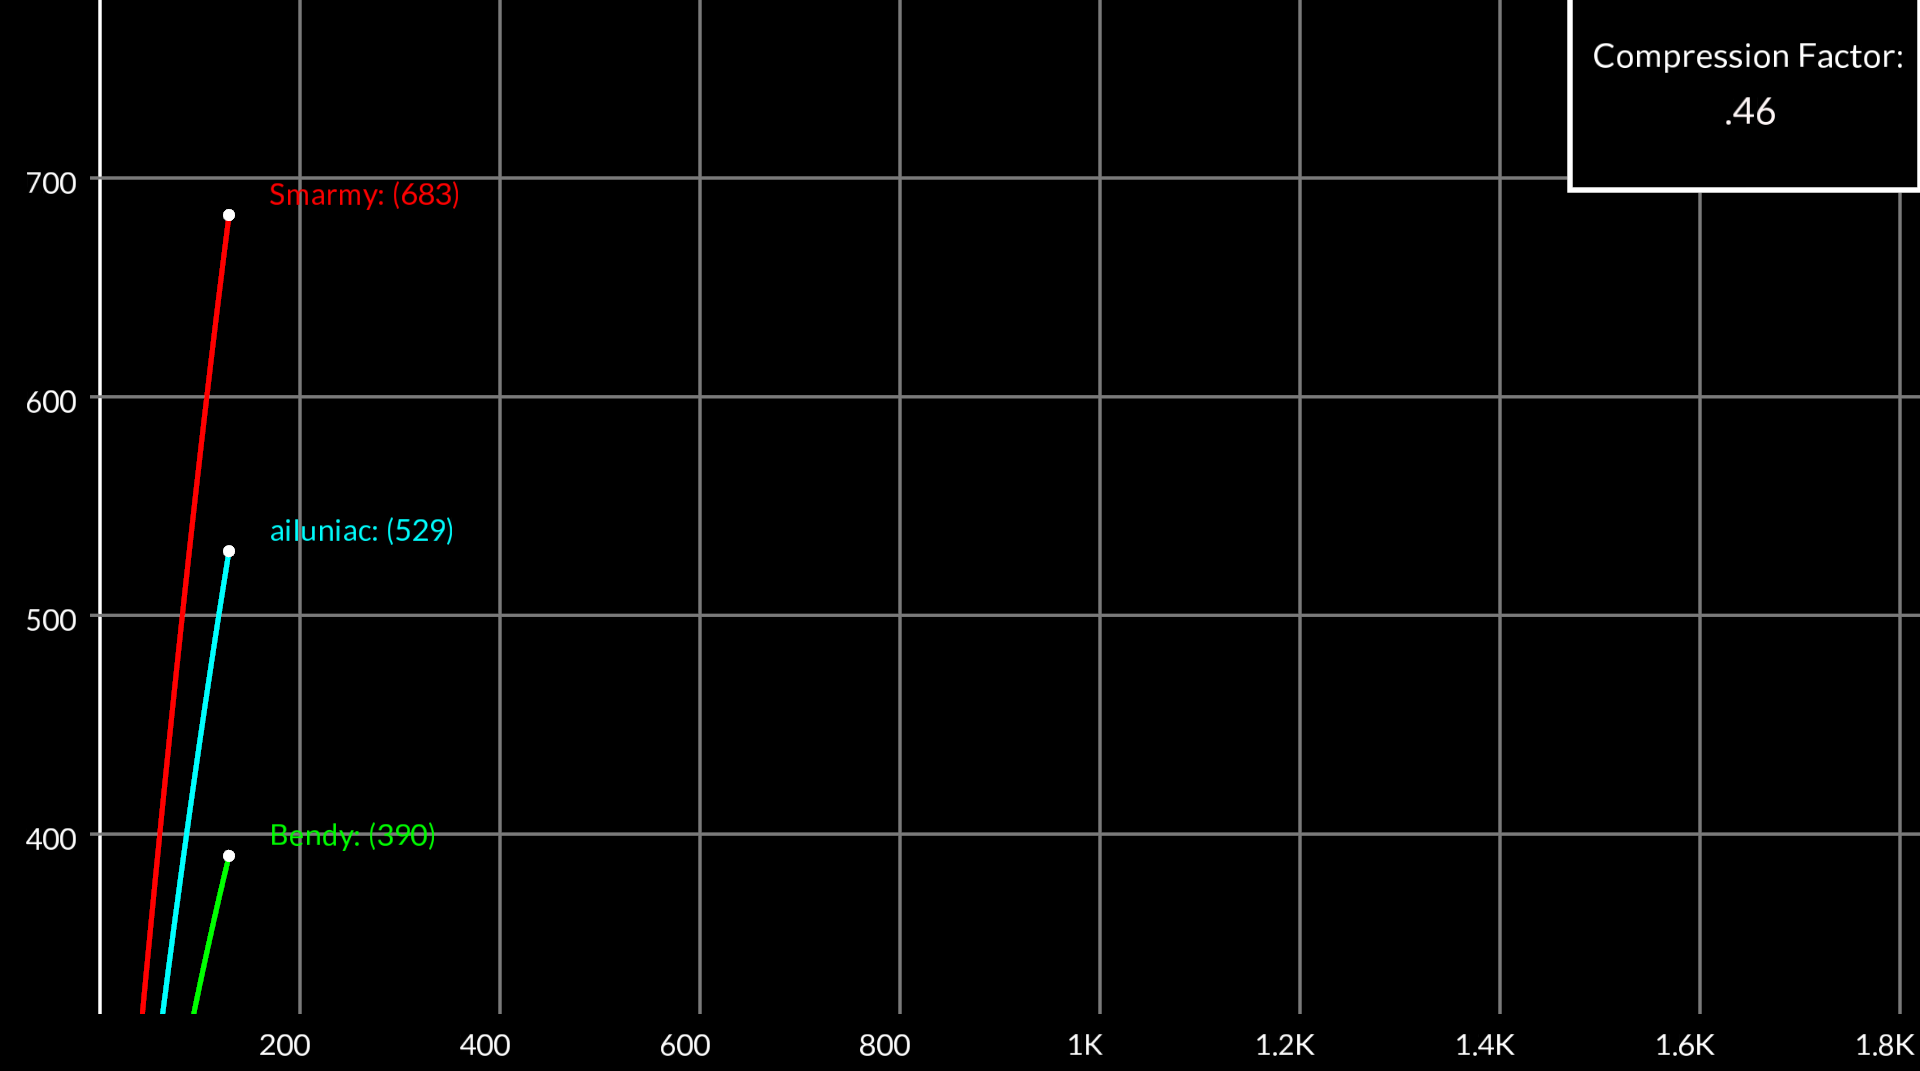 Compression Factor:
.46
700
Smarmy: (683)
600
ailuniac: (529)
500
400
Bendy: (390)
200 400 600 800 1K 1.2K 1.4K 1.6K 1.8K